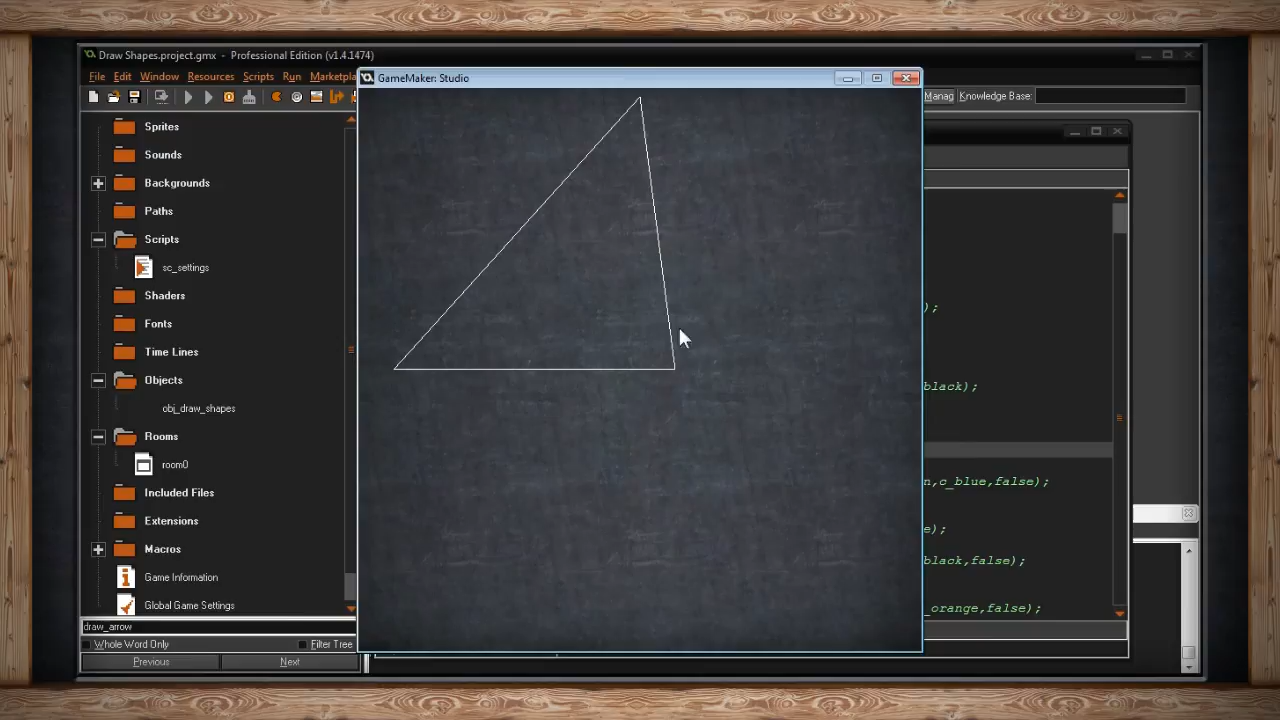 Draw Shapes.project.gmx - Professional Edition (v1.4.1474)
File Edit Window Resources Scripts Run Marketpla
GameMaker: Studio
Manag Knowledge Base:
Sprites
Sounds
Backgrounds
Paths
Scripts
sc_settings
Shaders
Fonts
Time Lines
Objects
obj_draw_shapes
Rooms
room0
Included Files
Extensions
Macros
Game Information
Global Game Settings
draw_arrow
Whole Word Only Filter Tree
Previous Next
);
black);
n,c_blue,false);
e);
black,false);
_orange,false);